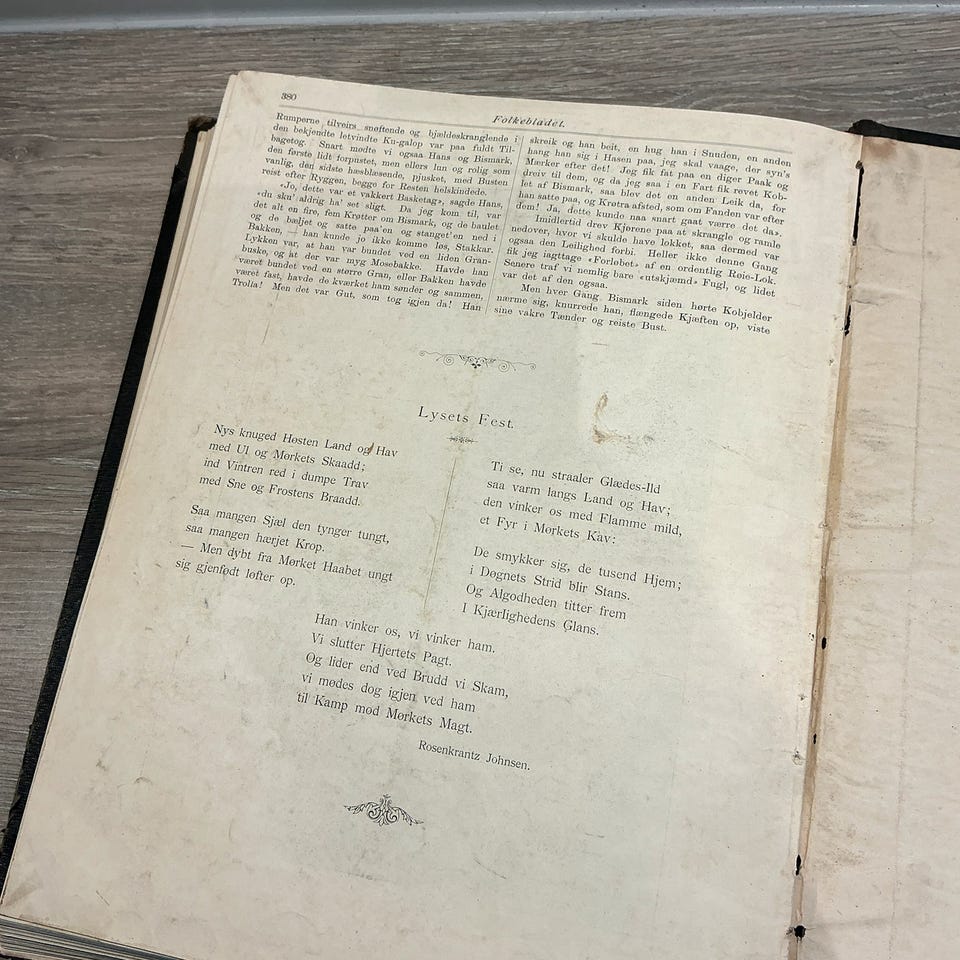 380
Folkebladet.
Rumperne tilveirs snøftende og bjældeskranglende i
den bekjendte letvindte Ku-galop var paa fuldt Til-
bagetog. Snart mødte vi ogsaa Hans og Bismark,
den første lidt forpustet, men ellers lun og rolig som
vanlig, den sidste hæsblæsende, pjusket, med Busten
reist efter Ryggen, begge for Resten helskindede.
«Jo, dette var et vakkert Basketag», sagde Hans,
«du sku' aldrig ha' set sligt. Da jeg kom til, var
det alt en fire, fem Krøtter om Bismark, og de baulet
og de bæljet og satte paa'en og stanget'en ned i
Bakken, — han kunde jo ikke komme løs, Stakkar.
Lykken var, at han var bundet ved en liden Gran-
buske, og at der var myg Mosebakke. Havde han
været bundet ved en større Gran, eller Bakken havde
været fast, havde de kværket ham sønder og sammen,
Trolla! Men det var Gut, som tog igjen da! Han
skreik og han beit, en hug han i Snuden, en anden
hang han sig i Hasen paa, jeg skal vaage, der syn's
Mærker efter det! Jeg fik fat paa en diger Paak og
dreiv til dem, og da jeg saa i en Fart fik revet Kob-
let af Bismark, saa blev det en anden Leik da, for
han satte paa, og Krøtra afsted, som om Fanden var efter
dem! Ja, dette kunde naa snart gaat værre det da».
Imidlertid drev Kjørene paa at skrangle og ramle
nedover, hvor vi skulde have lokket, saa dermed var
ogsaa den Leilighed forbi. Heller ikke denne Gang
fik jeg iagttage «Forløbet» af en ordentlig Røie-Lok.
Senere traf vi nemlig bare «utskjæmd» Fugl, og lidet
var det af den ogsaa.
Men hver Gang Bismark siden hørte Kobjelder
nærme sig, knurrede han, flængede Kjæften op, viste
sine vakre Tænder og reiste Bust.
Lysets Fest.
Nys knuged Høsten Land og Hav
med Ul og Mørkets Skaadd;
ind Vintren red i dumpe Trav
med Sne og Frostens Braadd.
Saa mangen Sjæl den tynger tungt,
saa mangen hærjet Krop.
— Men dybt fra Mørket Haabet ungt
sig gjenfødt løfter op.
Ti se, nu straaler Glædes-Ild
saa varm langs Land og Hav;
den vinker os med Flamme mild,
et Fyr i Mørkets Kav:
De smykker sig, de tusend Hjem;
i Døgnets Strid blir Stans.
Og Algodheden titter frem
I Kjærlighedens Glans.
Han vinker os, vi vinker ham.
Vi slutter Hjertets Pagt.
Og lider end ved Brudd vi Skam,
vi mødes dog igjen ved ham
til Kamp mod Mørkets Magt.
Rosenkrantz Johnsen.